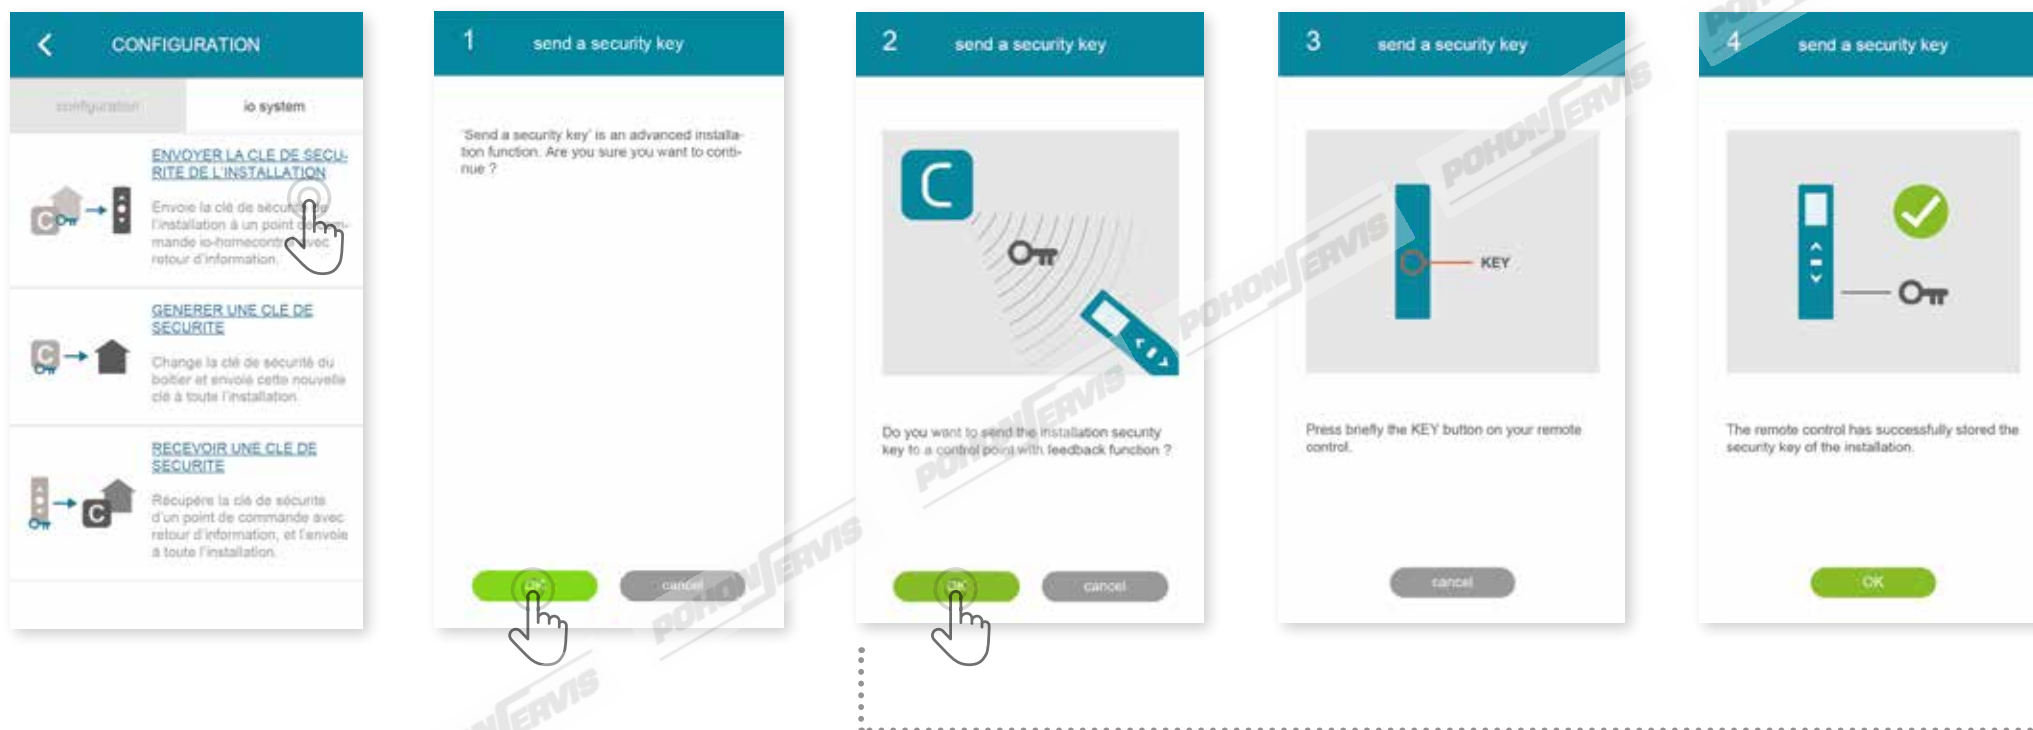 CONFIGURATION
configuration
io system
ENVOYER LA CLE DE SECU-
RITE DE L'INSTALLATION
Envoie la clé de sécurité de
l'installation à un point de com-
mande io-homecontrol avec
retour d'information.
GENERER UNE CLE DE
SECURITE
Change la clé de sécurité du
boitier et envoie cette nouvelle
clé à toute l'installation
RECEVOIR UNE CLE DE
SECURITE
Récupère la clé de sécurité
d'un point de commande avec
retour d'information, et l'envoie
à toute l'installation.
1 send a security key
'Send a security key' is an advanced installa-
tion function. Are you sure you want to conti-
nue ?
OK
cancel
2 send a security key
C
Do you want to send the installation security
key to a control point with feedback function ?
OK
cancel
3 send a security key
KEY
Press briefly the KEY button on your remote
control.
cancel
4 send a security key
The remote control has successfully stored the
security key of the installation.
OK
C
C
C
POHONSERVIS
POHONSERVIS
POHONSERVIS
POHONSERVIS